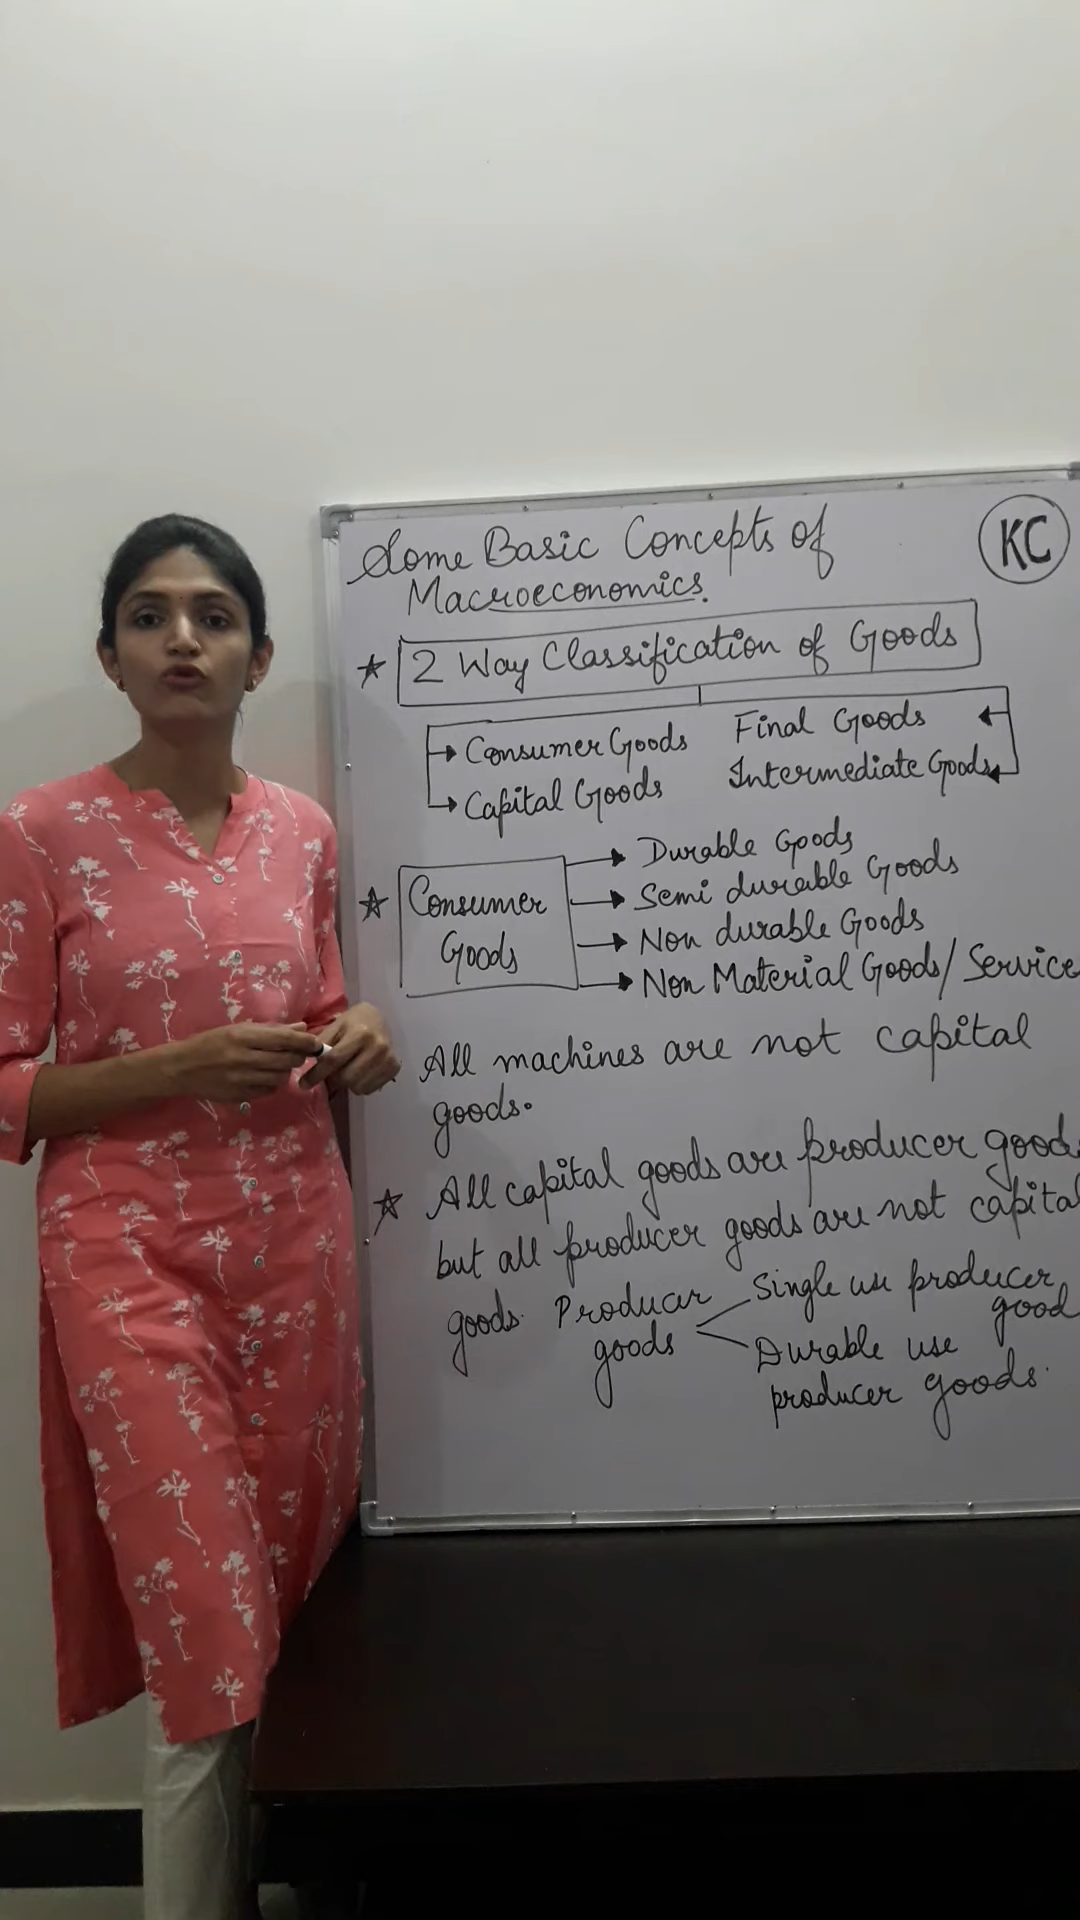 Some Basic Concepts of
Macroeconomics.
KC
2 Way Classification of Goods
Consumer Goods
Capital Goods
Final Goods
Intermediate Goods
Consumer
Goods
Durable Goods
Semi durable Goods
Non durable Goods
Non Material Goods/Service
All machines are not capital
goods.
All capital goods are producer good
but all producer goods are not capital
goods.
Producer
goods
Single use producer
good
Durable use
producer goods.